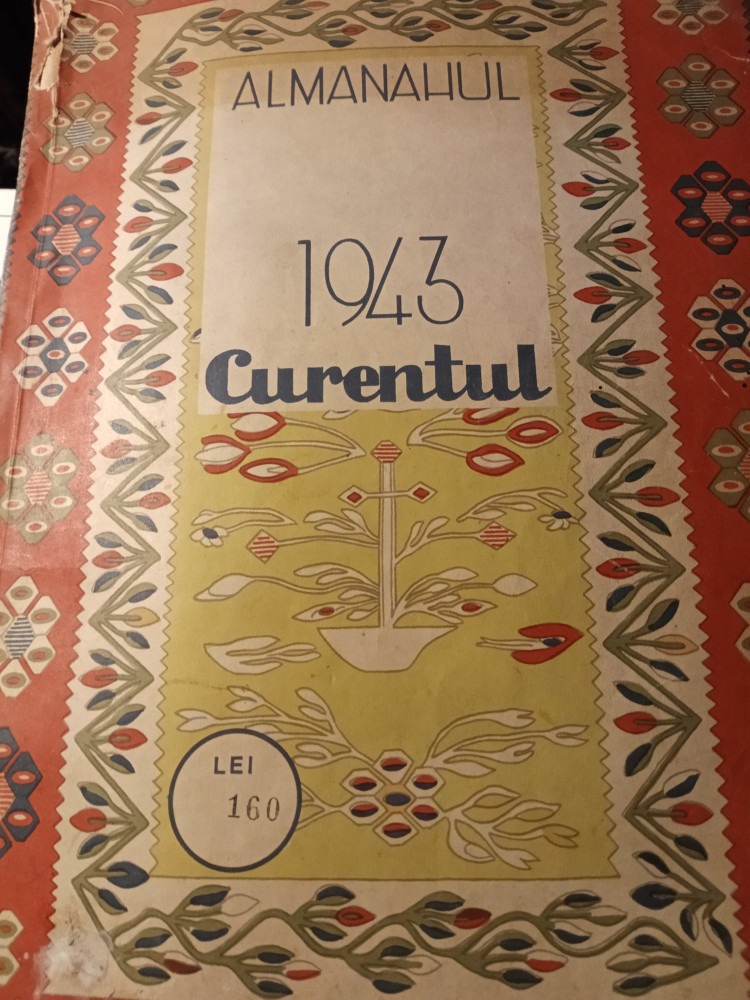 ALMANAHUL
1943
Curentul
LEI
160